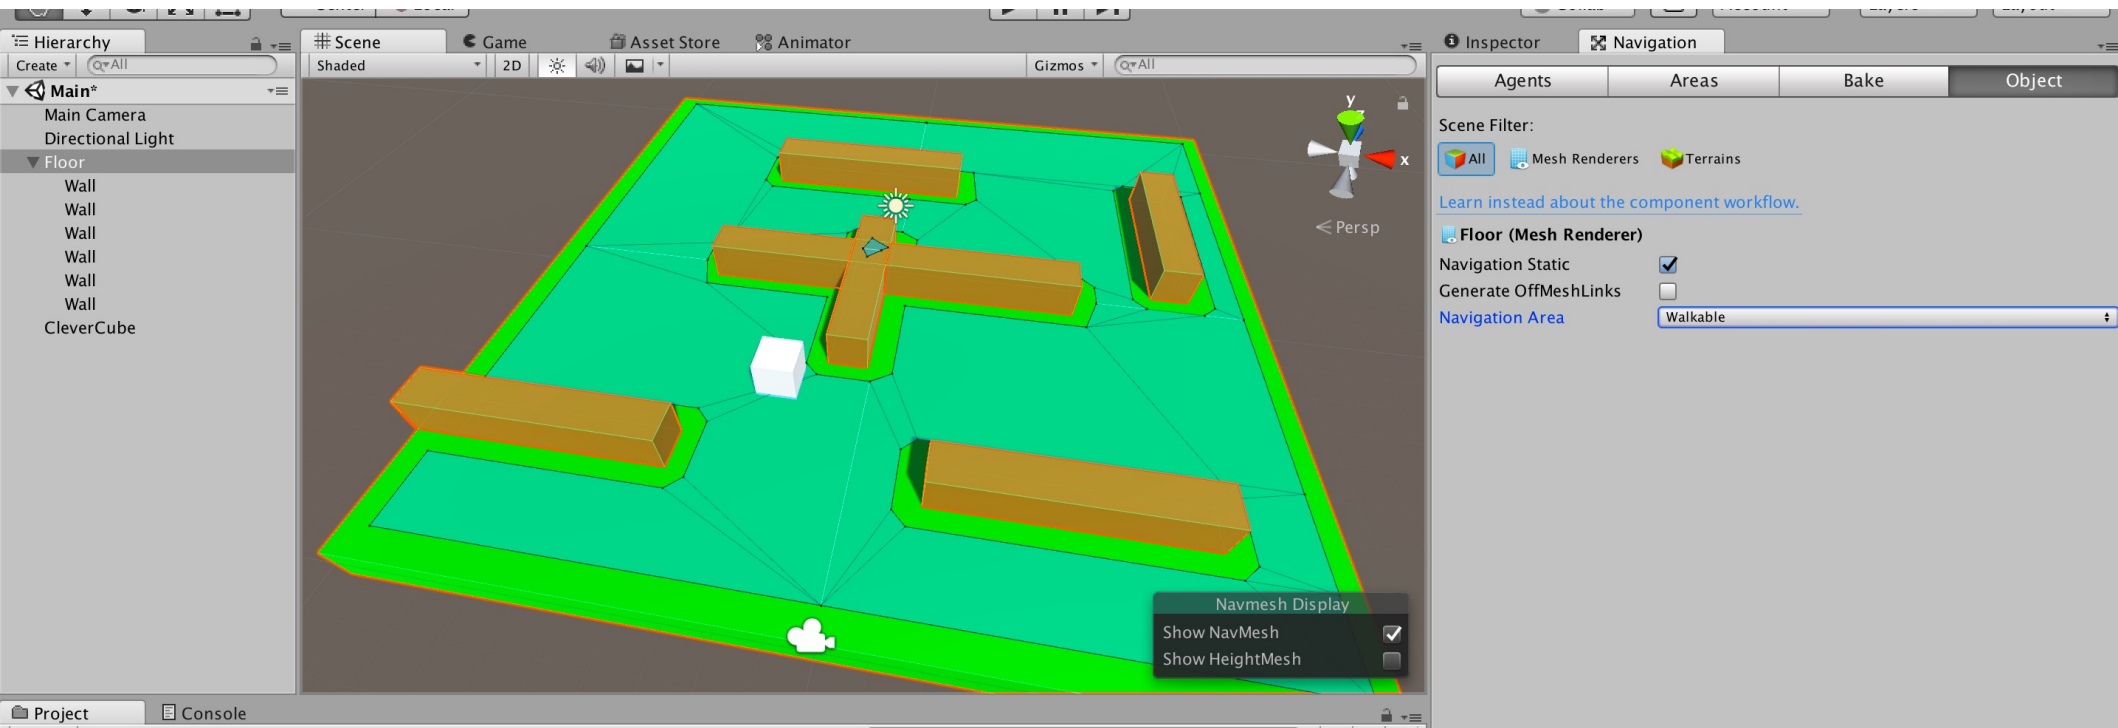 Hierarchy
Create
All
Main*
Main Camera
Directional Light
Floor
Wall
Wall
Wall
Wall
Wall
Wall
CleverCube
Scene
Game
Asset Store
Animator
Shaded
2D
Gizmos
All
y
x
Persp
Navmesh Display
Show NavMesh
Show HeightMesh
Inspector
Navigation
Agents
Areas
Bake
Object
Scene Filter:
All
Mesh Renderers
Terrains
Learn instead about the component workflow.
Floor (Mesh Renderer)
Navigation Static
Generate OffMeshLinks
Navigation Area
Walkable
Project
Console